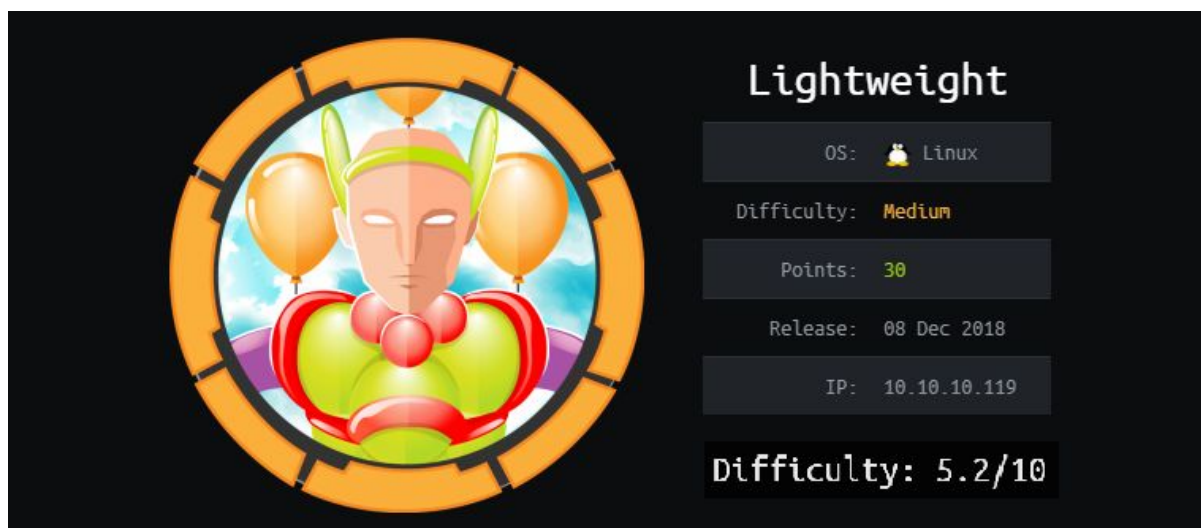 Lightweight
OS: Linux
Difficulty: Medium
Points: 30
Release: 08 Dec 2018
IP: 10.10.10.119
Difficulty: 5.2/10